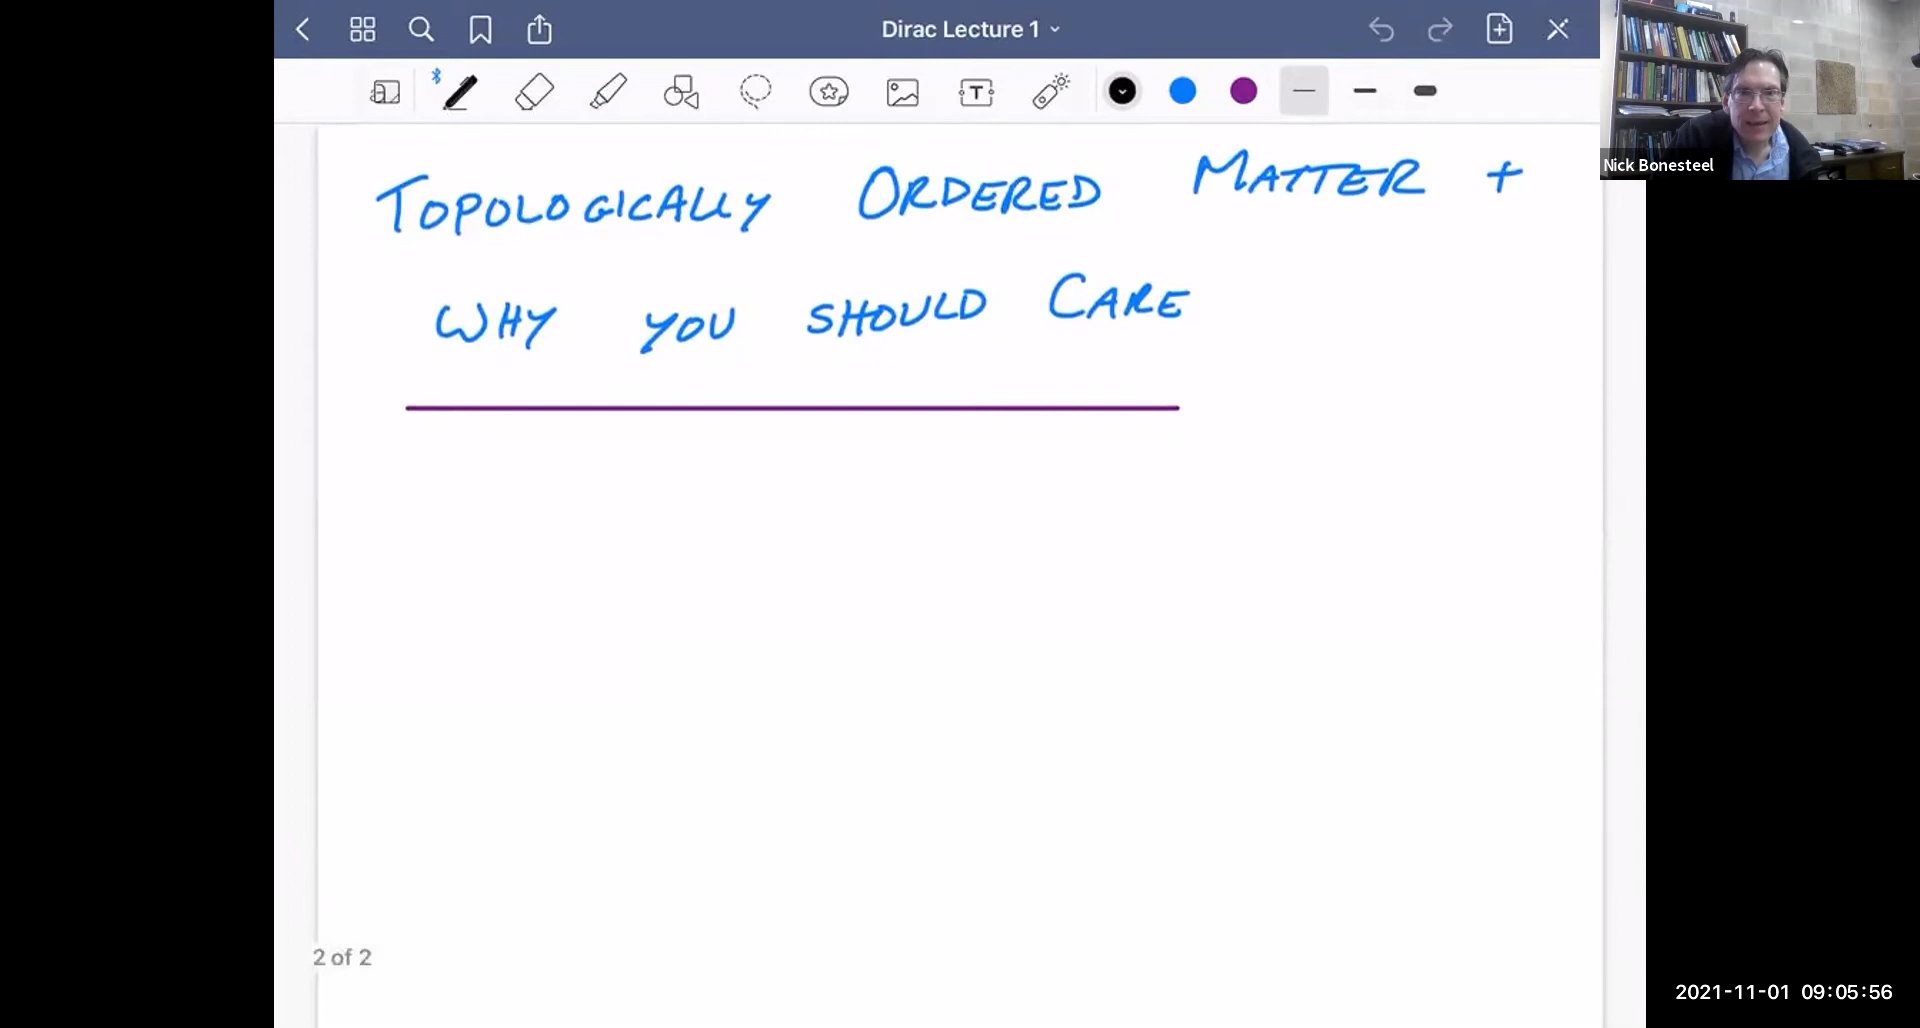 Dirac Lecture 1
T
Nick Bonesteel
TOPOLOGICALLY ORDERED MATTER +
WHY YOU SHOULD CARE
2 of 2
2021-11-01 09:05:56